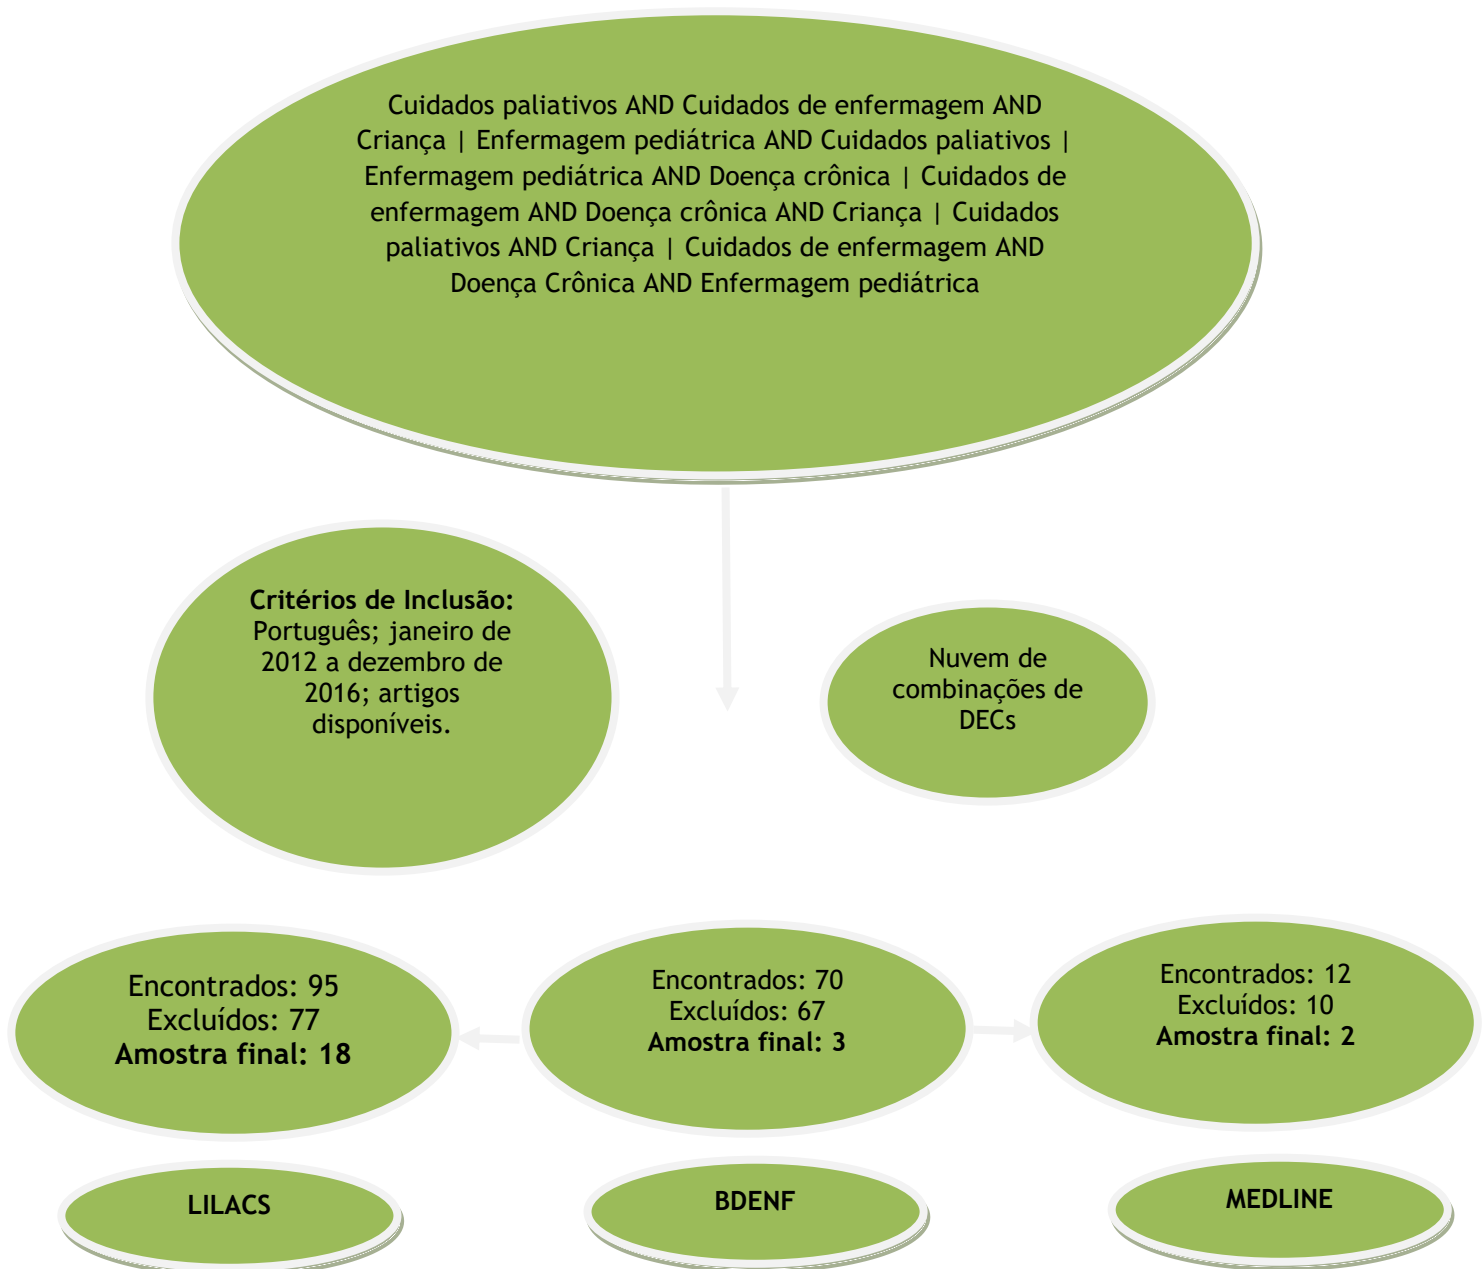 Cuidados paliativos AND Cuidados de enfermagem AND
Criança | Enfermagem pediátrica AND Cuidados paliativos |
Enfermagem pediátrica AND Doença crônica | Cuidados de
enfermagem AND Doença crônica AND Criança | Cuidados
paliativos AND Criança | Cuidados de enfermagem AND
Doença Crônica AND Enfermagem pediátrica
Critérios de Inclusão:
Português; janeiro de
2012 a dezembro de
2016; artigos
disponíveis.
Nuvem de
combinações de
DECs
Encontrados: 95
Excluídos: 77
Amostra final: 18
Encontrados: 70
Excluídos: 67
Amostra final: 3
Encontrados: 12
Excluídos: 10
Amostra final: 2
LILACS
BDENF
MEDLINE